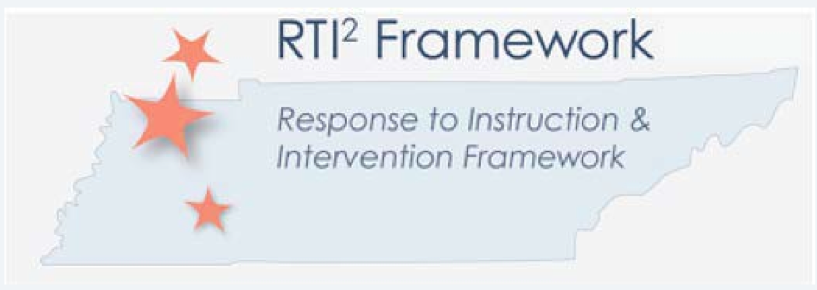 RTI² Framework
Response to Instruction &
Intervention Framework